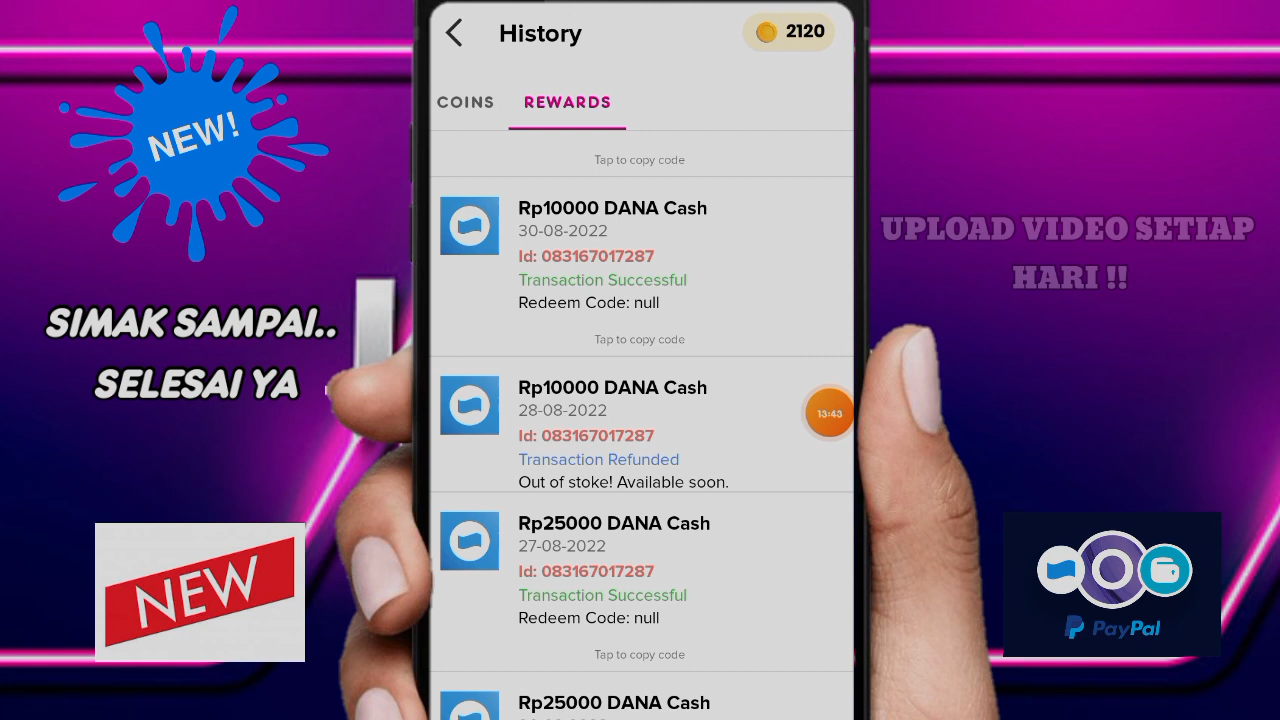 NEW!
SIMAK SAMPAI..
SELESAI YA
NEW
History
2120
COINS
REWARDS
Tap to copy code
Rp10000 DANA Cash
30-08-2022
Id: 083167017287
Transaction Successful
Redeem Code: null
Tap to copy code
Rp10000 DANA Cash
28-08-2022
Id: 083167017287
Transaction Refunded
Out of stoke! Available soon.
13:43
Rp25000 DANA Cash
27-08-2022
Id: 083167017287
Transaction Successful
Redeem Code: null
Tap to copy code
Rp25000 DANA Cash
UPLOAD VIDEO SETIAP
HARI !!
PayPal